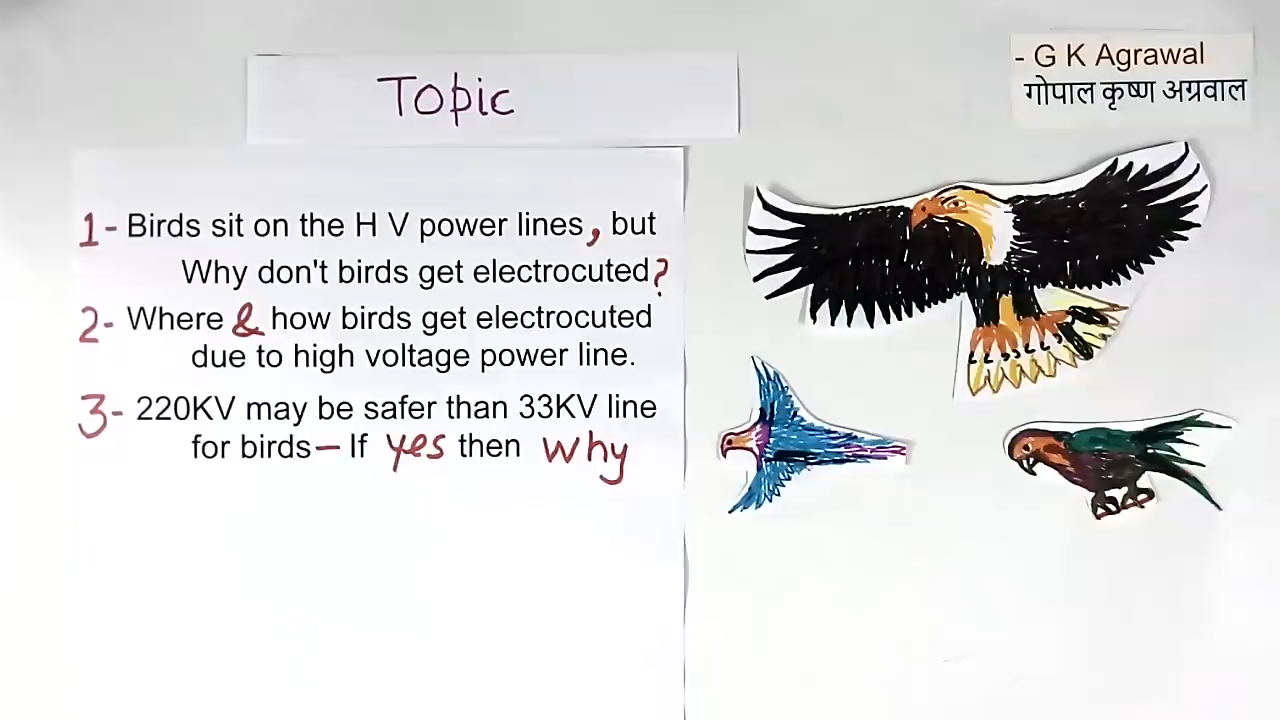 Topic
- G K Agrawal
गोपाल कृष्ण अग्रवाल
1- Birds sit on the H V power lines, but
Why don't birds get electrocuted?
2- Where & how birds get electrocuted
due to high voltage power line.
3- 220KV may be safer than 33KV line
for birds - If yes then Why